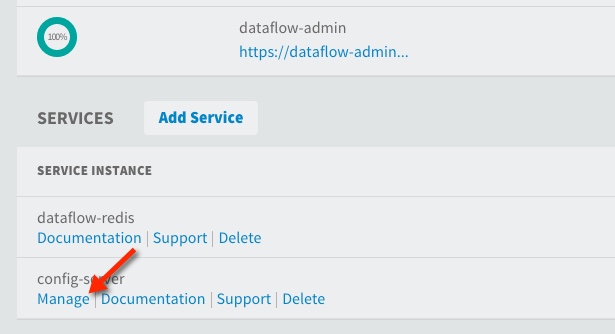 100%
dataflow-admin
https://dataflow-admin...
SERVICES Add Service
SERVICE INSTANCE
dataflow-redis
Documentation | Support | Delete
config-server
Manage | Documentation | Support | Delete